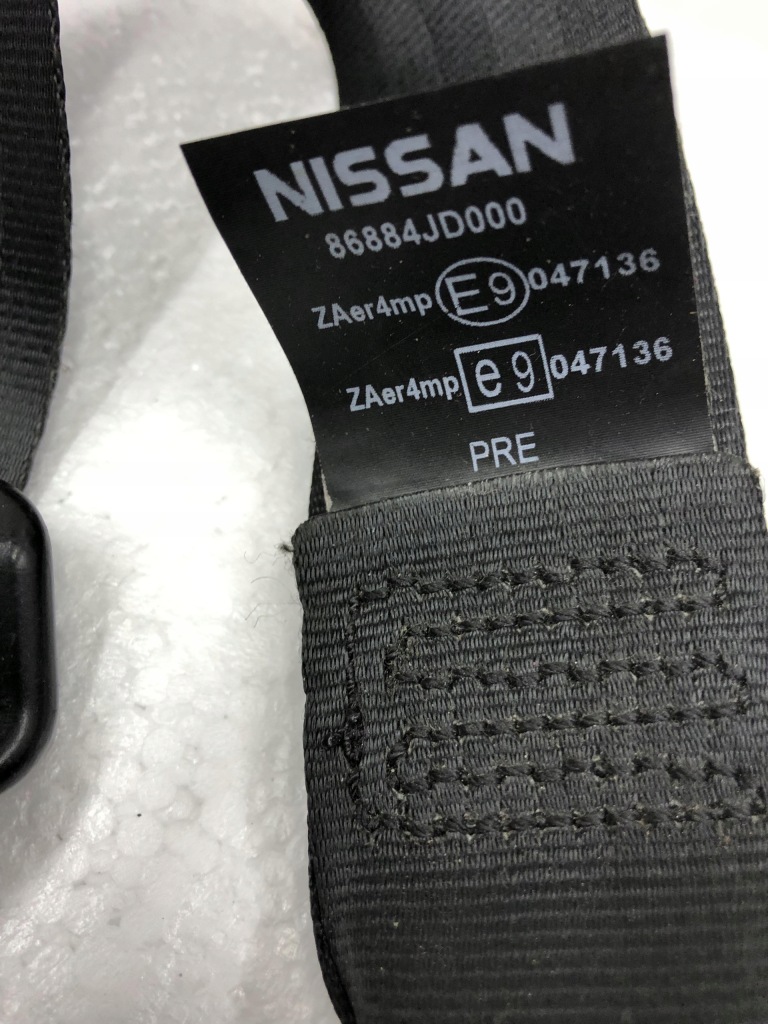 NISSAN
86884JD000
ZAer4mp E9 047136
ZAer4mp e9 047136
PRE